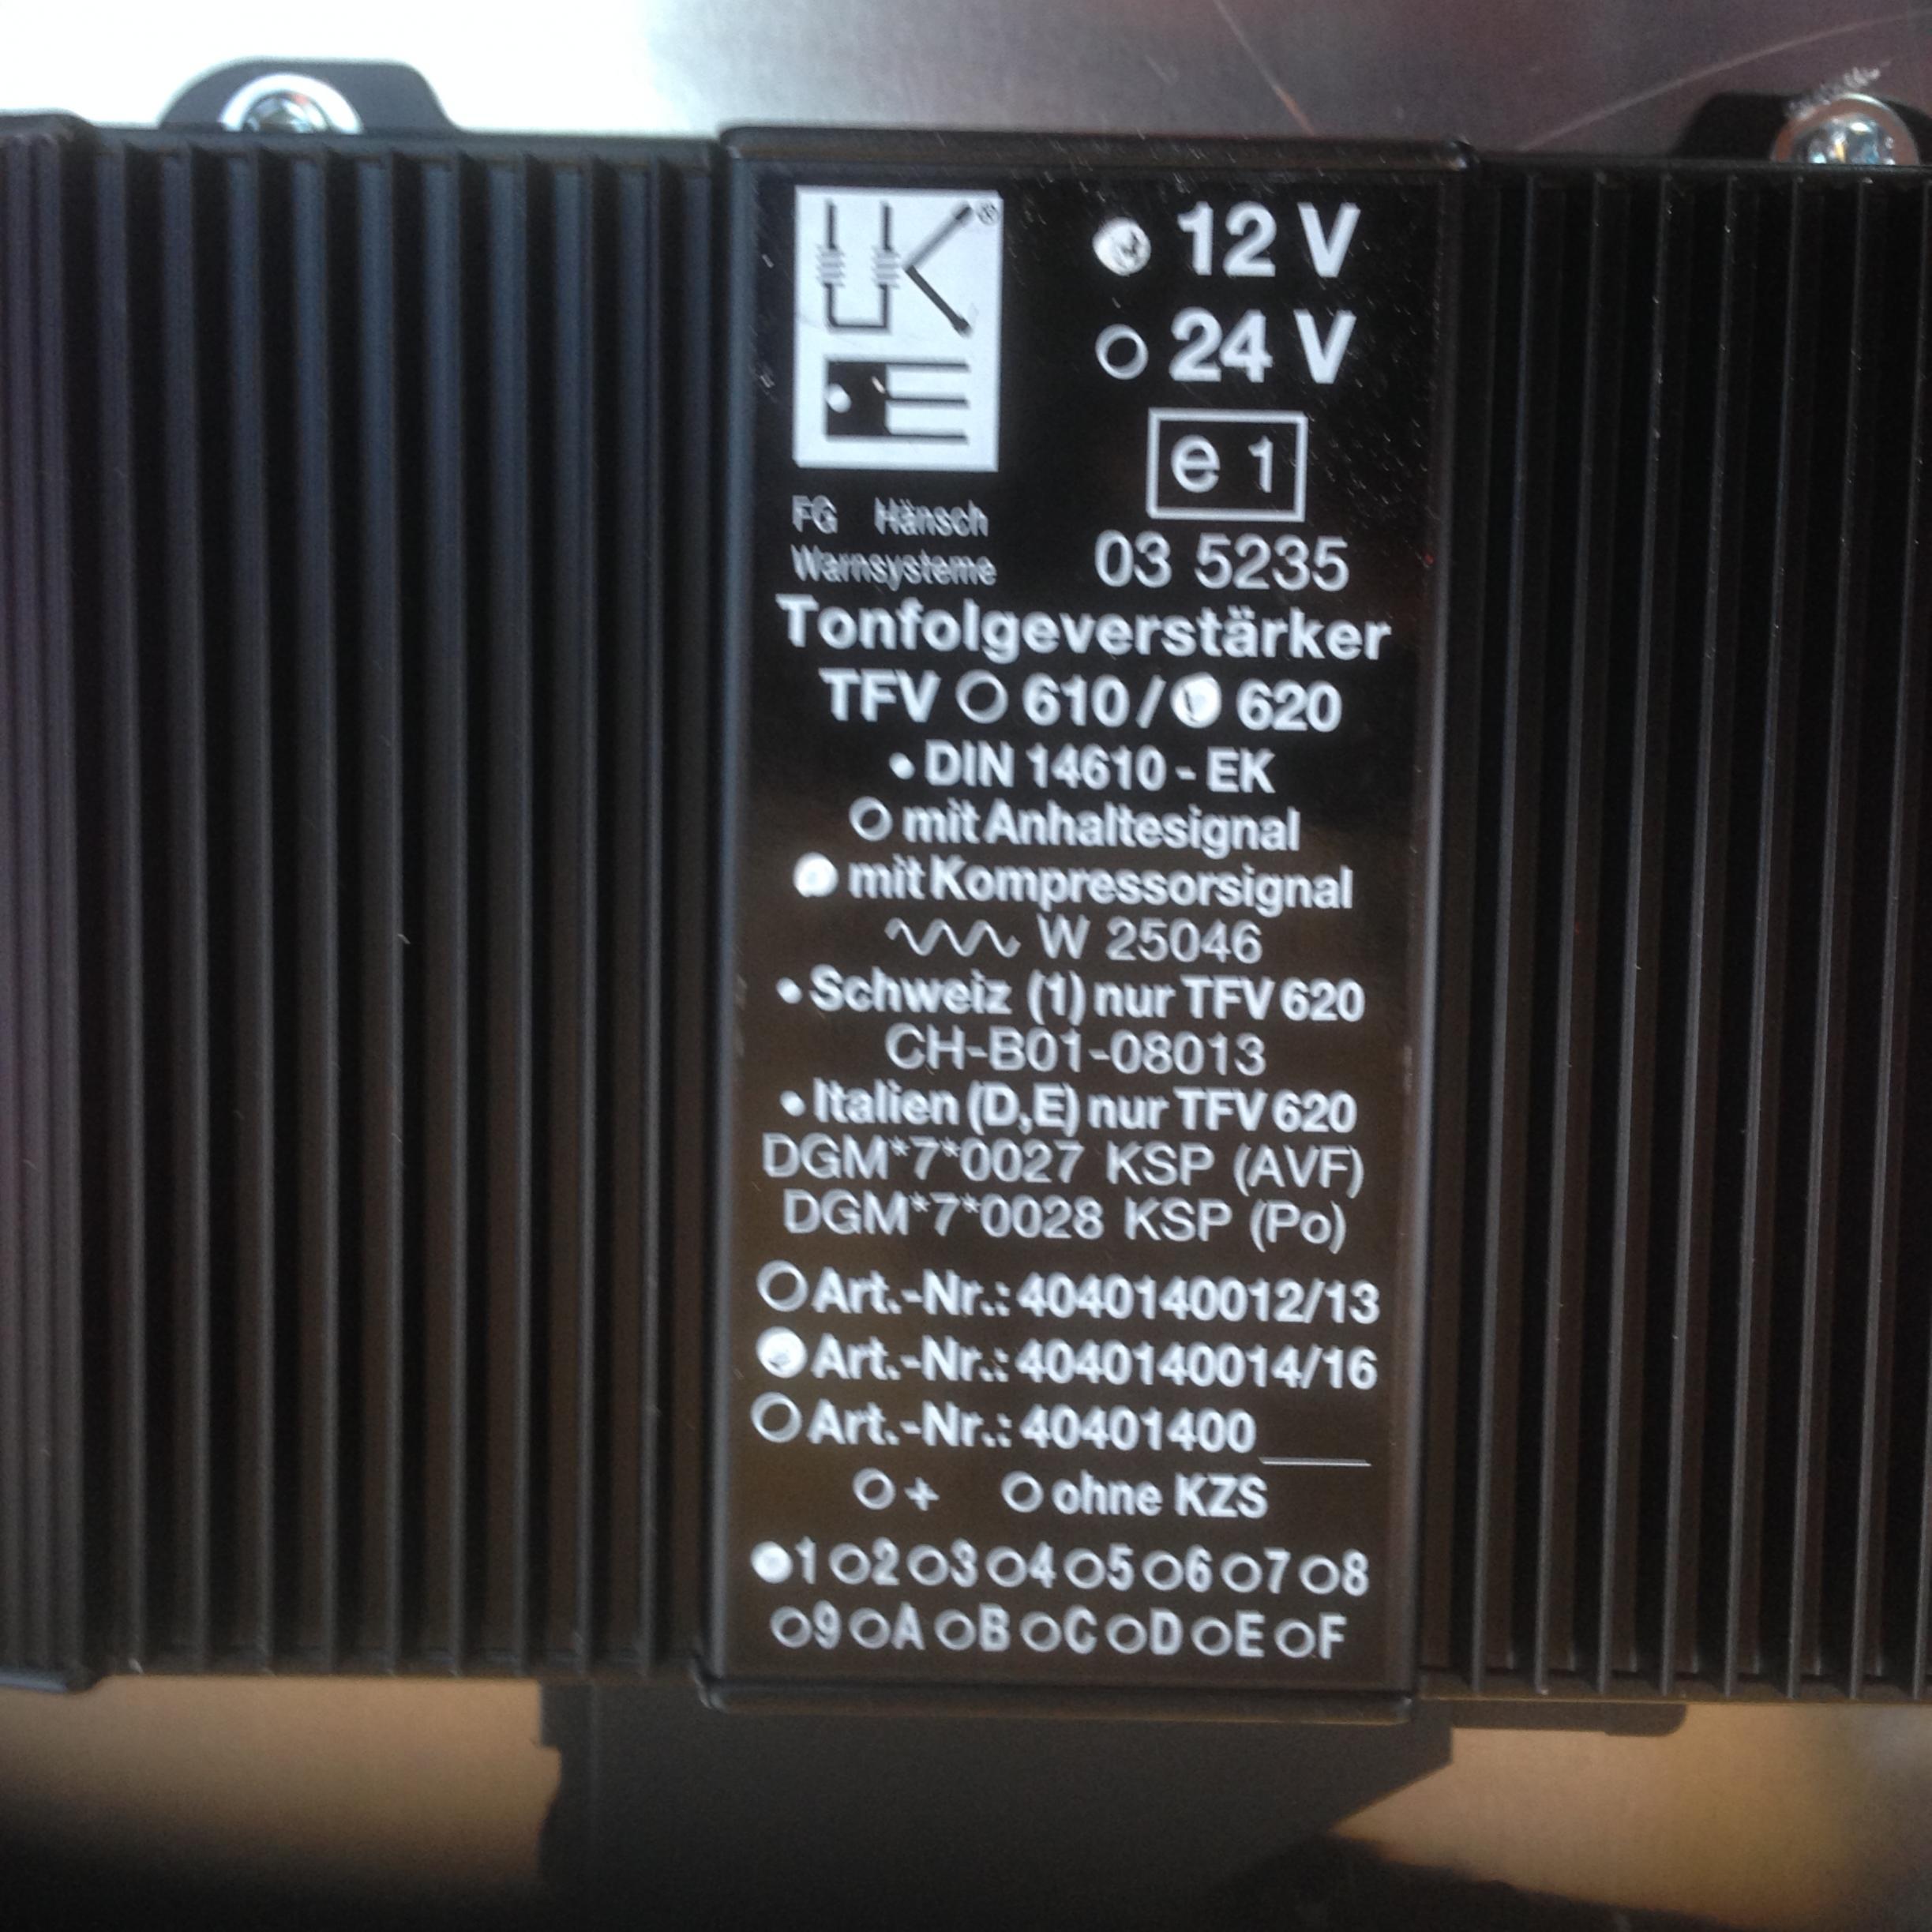 UK®
E
12 V
24 V
e 1
FG Hänsch
Warnsysteme
03 5235
Tonfolgeverstärker
TFV 610 / 620
• DIN 14610 - EK
mit Anhaltesignal
mit Kompressorsignal
W 25046
• Schweiz (1) nur TFV 620
CH-B01-08013
• Italien (D,E) nur TFV 620
DGM*7*0027 KSP (AVF)
DGM*7*0028 KSP (Po)
Art.-Nr.: 4040140012/13
Art.-Nr.: 4040140014/16
Art.-Nr.: 40401400____
+ ohne KZS
1 2 3 4 5 6 7 8
9 A B C D E F